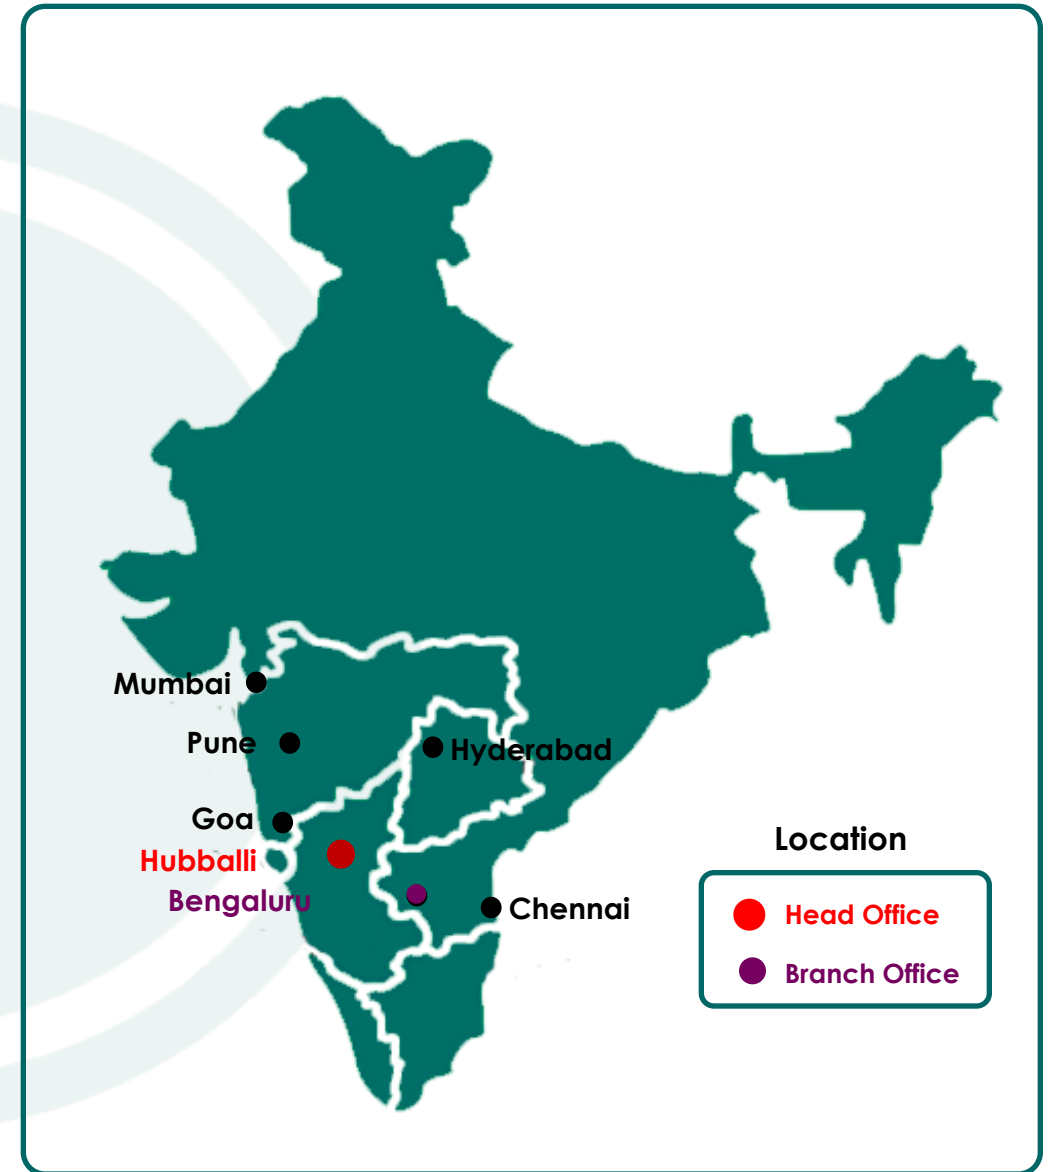 Mumbai
Pune
Hyderabad
Goa
Hubballi
Bengaluru
Chennai
Location
Head Office
Branch Office